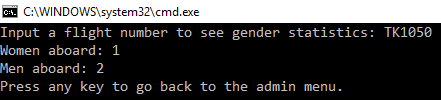 C:\WINDOWS\system32\cmd.exe
Input a flight number to see gender statistics: TK1050
Women aboard: 1
Men aboard: 2
Press any key to go back to the admin menu.